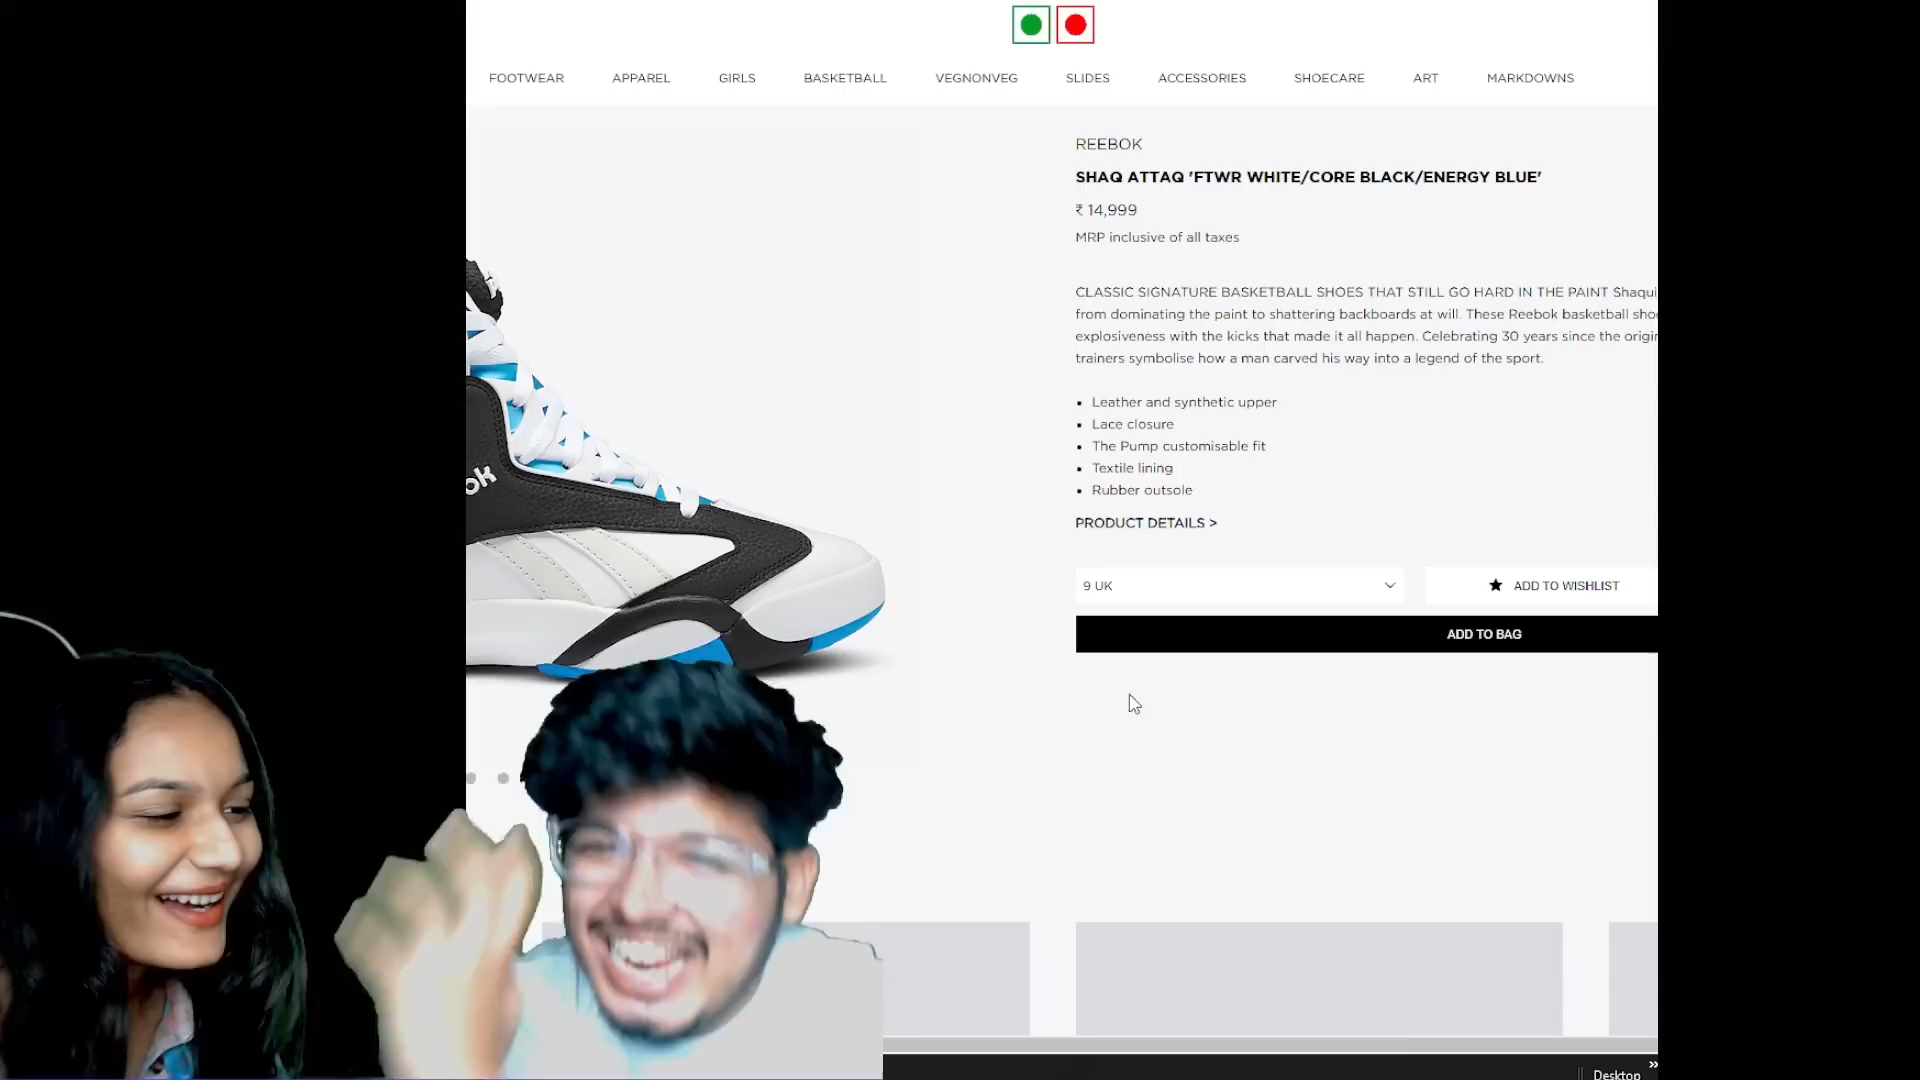 FOOTWEAR APPAREL GIRLS BASKETBALL VEGNONVEG SLIDES ACCESSORIES SHOECARE ART MARKDOWNS
REEBOK
SHAQ ATTAQ 'FTWR WHITE/CORE BLACK/ENERGY BLUE'
₹ 14,999
MRP inclusive of all taxes
CLASSIC SIGNATURE BASKETBALL SHOES THAT STILL GO HARD IN THE PAINT Shaqui
from dominating the paint to shattering backboards at will. These Reebok basketball sho
explosiveness with the kicks that made it all happen. Celebrating 30 years since the origin
trainers symbolise how a man carved his way into a legend of the sport.
• Leather and synthetic upper
• Lace closure
• The Pump customisable fit
• Textile lining
• Rubber outsole
PRODUCT DETAILS >
9 UK
★ ADD TO WISHLIST
ADD TO BAG
ok
Desktop »